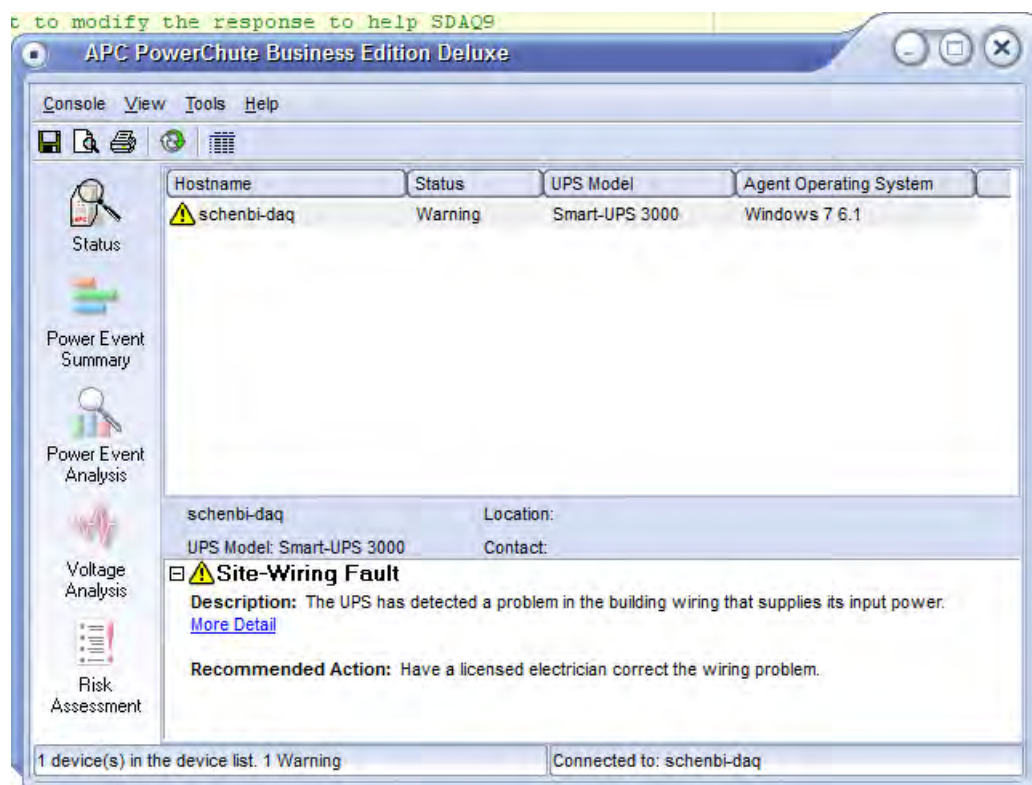 t to modify the response to help SDAQ9
APC PowerChute Business Edition Deluxe
Console View Tools Help
Hostname Status UPS Model Agent Operating System
schenbi-daq Warning Smart-UPS 3000 Windows 7 6.1
Status
Power Event
Summary
Power Event
Analysis
Voltage
Analysis
Risk
Assessment
schenbi-daq Location:
UPS Model: Smart-UPS 3000 Contact:
Site-Wiring Fault
Description: The UPS has detected a problem in the building wiring that supplies its input power.
More Detail
Recommended Action: Have a licensed electrician correct the wiring problem.
1 device(s) in the device list. 1 Warning Connected to: schenbi-daq